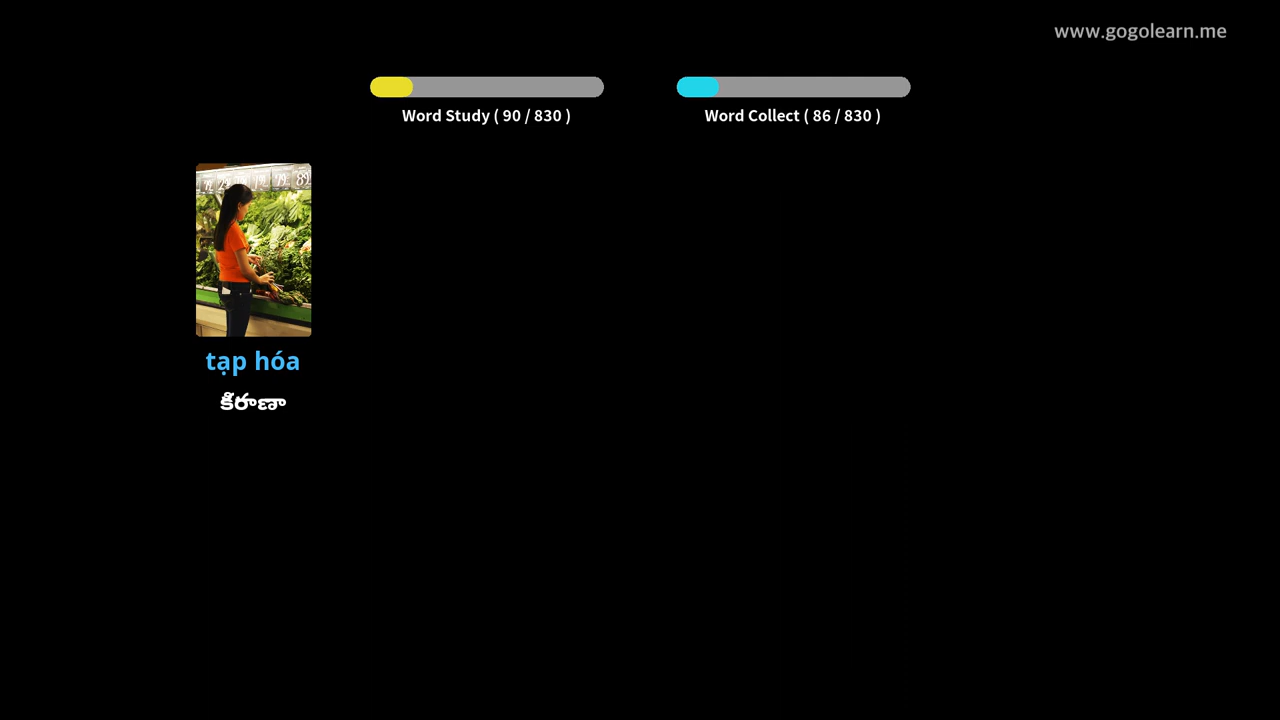 www.gogolearn.me
Word Study ( 90 / 830 )
Word Collect ( 86 / 830 )
tạp hóa
కిరాణా